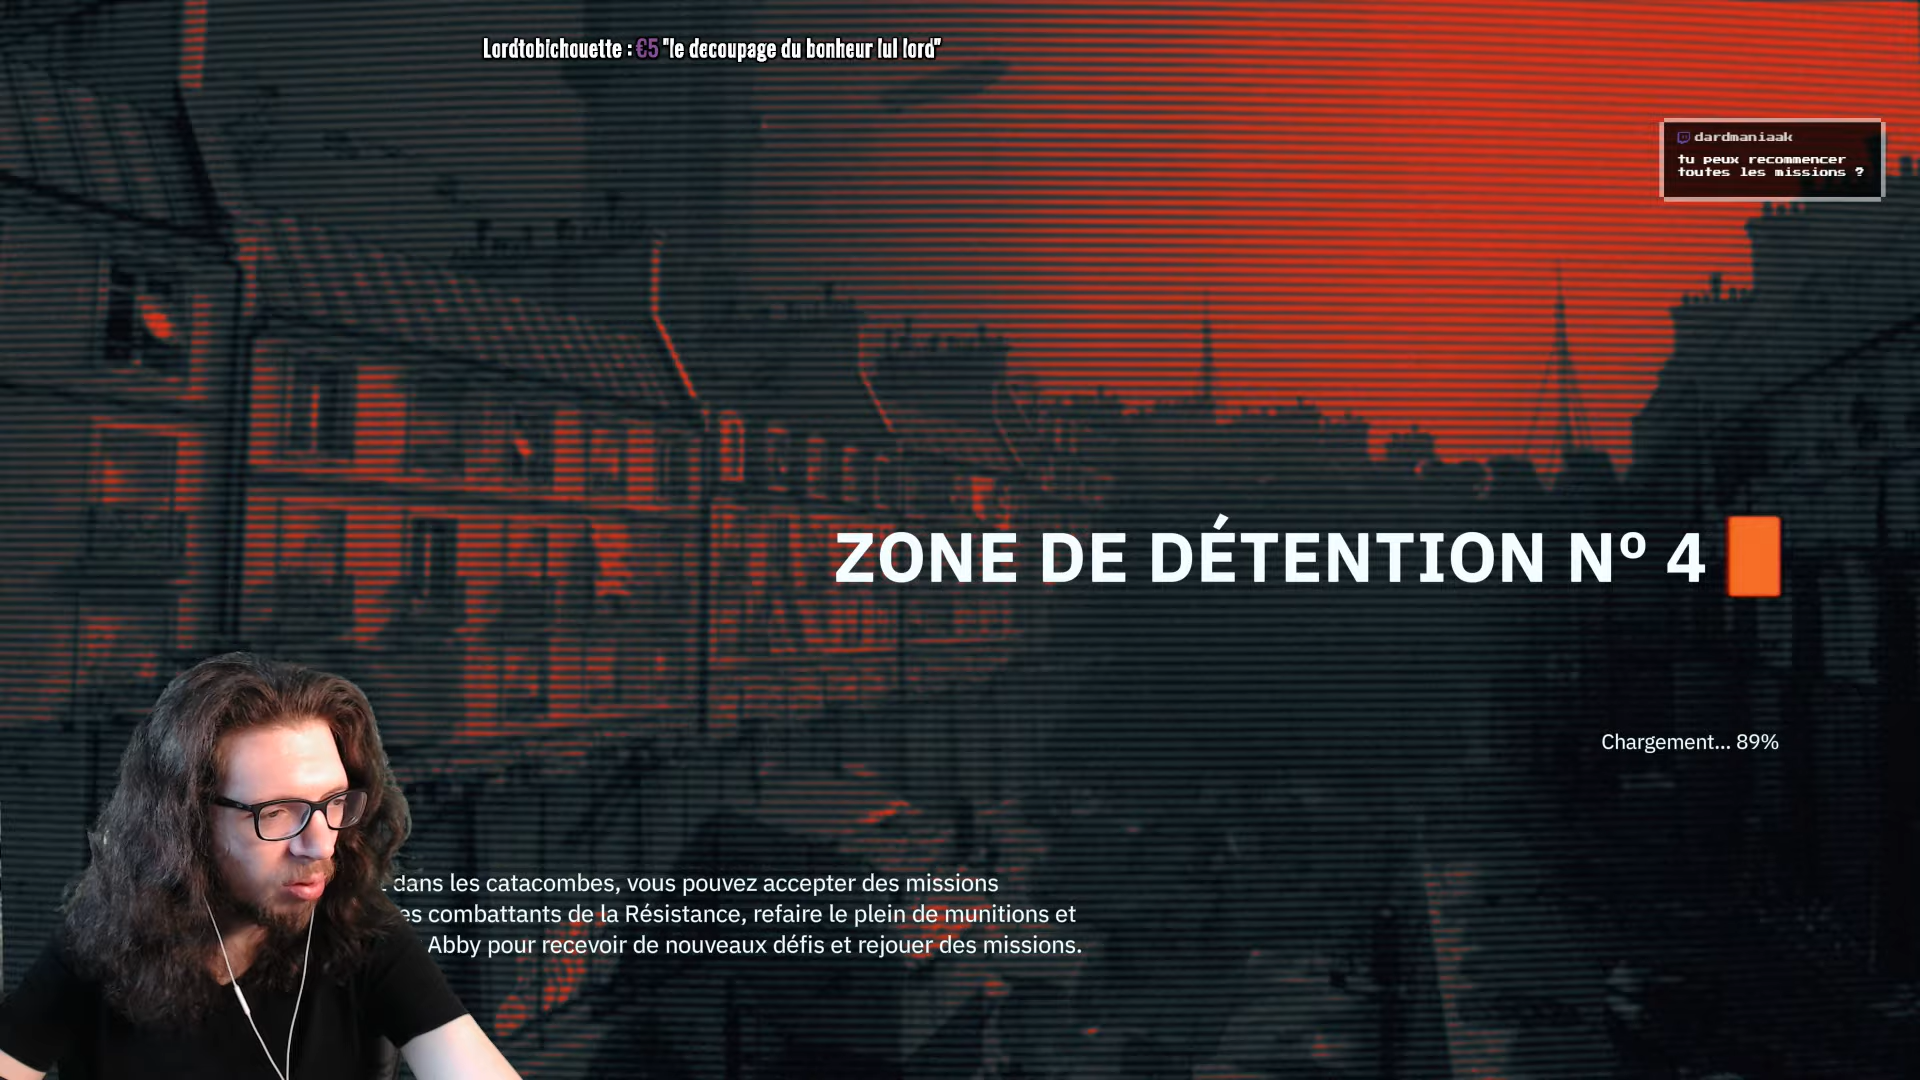 Lordtobichouette : €5 "le decoupage du bonheur lul lord"
dardmaniaak
tu peux recommencer
toutes les missions ?
ZONE DE DÉTENTION Nº 4
Chargement... 89%
dans les catacombes, vous pouvez accepter des missions
combattants de la Résistance, refaire le plein de munitions et
Abby pour recevoir de nouveaux défis et rejouer des missions.